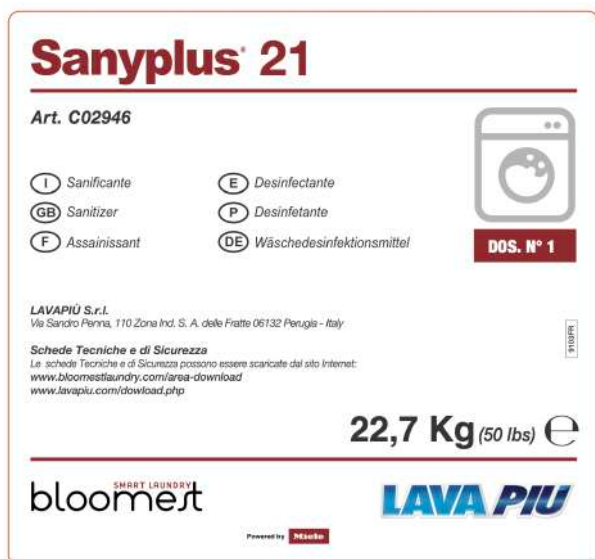 Sanyplus® 21
Art. C02946
I Sanificante
GB Sanitizer
F Assainissant
E Desinfectante
P Desinfetante
DE Wäschedesinfektionsmittel
DOS. N° 1
LAVAPIÙ S.r.l.
Via Sandro Penna, 110 Zona Ind. S. A. delle Fratte 06132 Perugia - Italy
9103FR
Schede Tecniche e di Sicurezza
Le schede Tecniche e di Sicurezza possono essere scaricate dal sito Internet:
www.bloomestlaundry.com/area-download
www.lavapiu.com/dowload.php
22,7 Kg (50 lbs) ℮
SMART LAUNDRY
bloomest
LAVA PIU
Powered by Miele